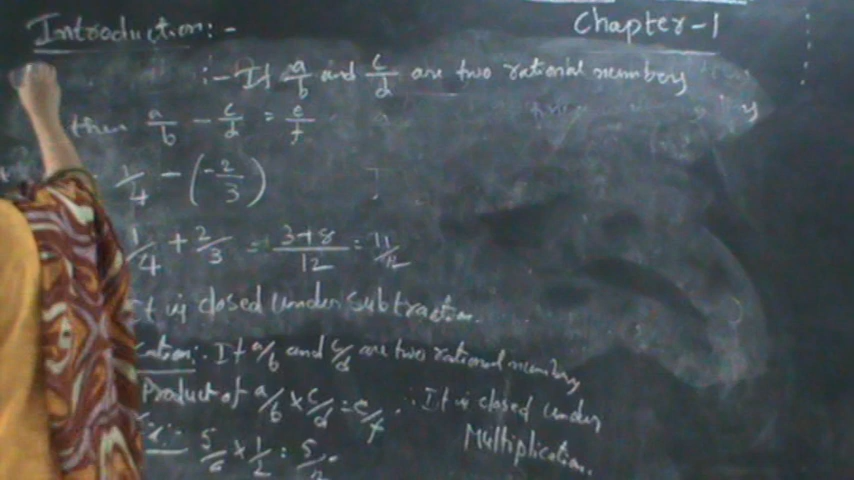 Introduction:-
Chapter-1
:- If a/b and c/d are two rational numbers
then a/b - c/d = e/f
1/4 - (-2/3)
1/4 + 2/3 = 3+8/12 = 11/12
It is closed under subtraction.
cation:. If a/b and c/d are two rational numbers
Product of a/b × c/d = e/f ∴ It is closed under
Multiplication.
5/6 × 1/2 = 5/12